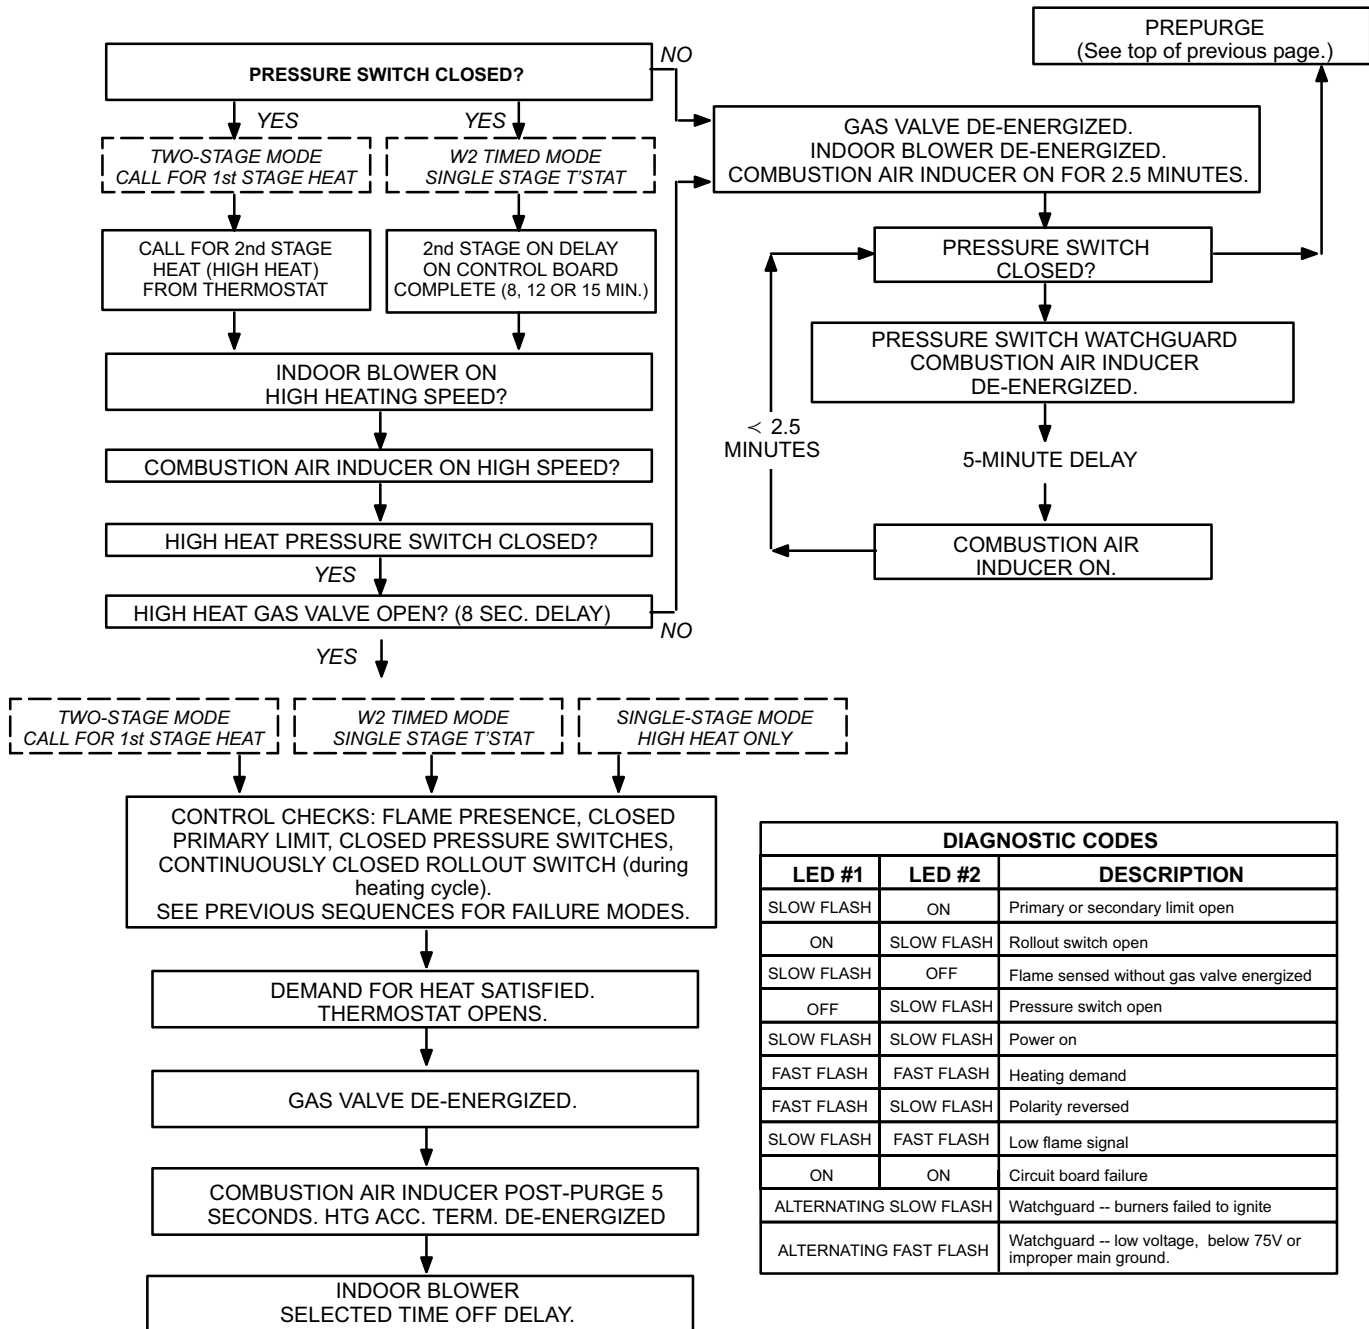 PREPURGE
(See top of previous page.)
PRESSURE SWITCH CLOSED?
NO
YES
YES
TWO-STAGE MODE
CALL FOR 1st STAGE HEAT
W2 TIMED MODE
SINGLE STAGE T'STAT
GAS VALVE DE-ENERGIZED.
INDOOR BLOWER DE-ENERGIZED.
COMBUSTION AIR INDUCER ON FOR 2.5 MINUTES.
CALL FOR 2nd STAGE
HEAT (HIGH HEAT)
FROM THERMOSTAT
2nd STAGE ON DELAY
ON CONTROL BOARD
COMPLETE (8, 12 OR 15 MIN.)
PRESSURE SWITCH
CLOSED?
INDOOR BLOWER ON
HIGH HEATING SPEED?
PRESSURE SWITCH WATCHGUARD
COMBUSTION AIR INDUCER
DE-ENERGIZED.
< 2.5
MINUTES
5-MINUTE DELAY
COMBUSTION AIR INDUCER ON HIGH SPEED?
HIGH HEAT PRESSURE SWITCH CLOSED?
COMBUSTION AIR
INDUCER ON.
YES
HIGH HEAT GAS VALVE OPEN? (8 SEC. DELAY)
NO
YES
TWO-STAGE MODE
CALL FOR 1st STAGE HEAT
W2 TIMED MODE
SINGLE STAGE T'STAT
SINGLE-STAGE MODE
HIGH HEAT ONLY
CONTROL CHECKS: FLAME PRESENCE, CLOSED
PRIMARY LIMIT, CLOSED PRESSURE SWITCHES,
CONTINUOUSLY CLOSED ROLLOUT SWITCH (during
heating cycle).
SEE PREVIOUS SEQUENCES FOR FAILURE MODES.
DEMAND FOR HEAT SATISFIED.
THERMOSTAT OPENS.
GAS VALVE DE-ENERGIZED.
COMBUSTION AIR INDUCER POST-PURGE 5
SECONDS. HTG ACC. TERM. DE-ENERGIZED
INDOOR BLOWER
SELECTED TIME OFF DELAY.
DIAGNOSTIC CODES
LED #1 LED #2 DESCRIPTION
SLOW FLASH ON Primary or secondary limit open
ON SLOW FLASH Rollout switch open
SLOW FLASH OFF Flame sensed without gas valve energized
OFF SLOW FLASH Pressure switch open
SLOW FLASH SLOW FLASH Power on
FAST FLASH FAST FLASH Heating demand
FAST FLASH SLOW FLASH Polarity reversed
SLOW FLASH FAST FLASH Low flame signal
ON ON Circuit board failure
ALTERNATING SLOW FLASH Watchguard -- burners failed to ignite
ALTERNATING FAST FLASH Watchguard -- low voltage, below 75V or
improper main ground.